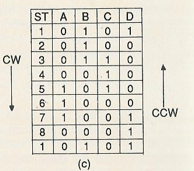 ST A B C D
1 0 1 0 1
2 0 1 0 0
CW 3 0 1 1 0
4 0 0 1 0
5 1 0 1 0
6 1 0 0 0
7 1 0 0 1 CCW
8 0 0 0 1
1 0 1 0 1
(c)